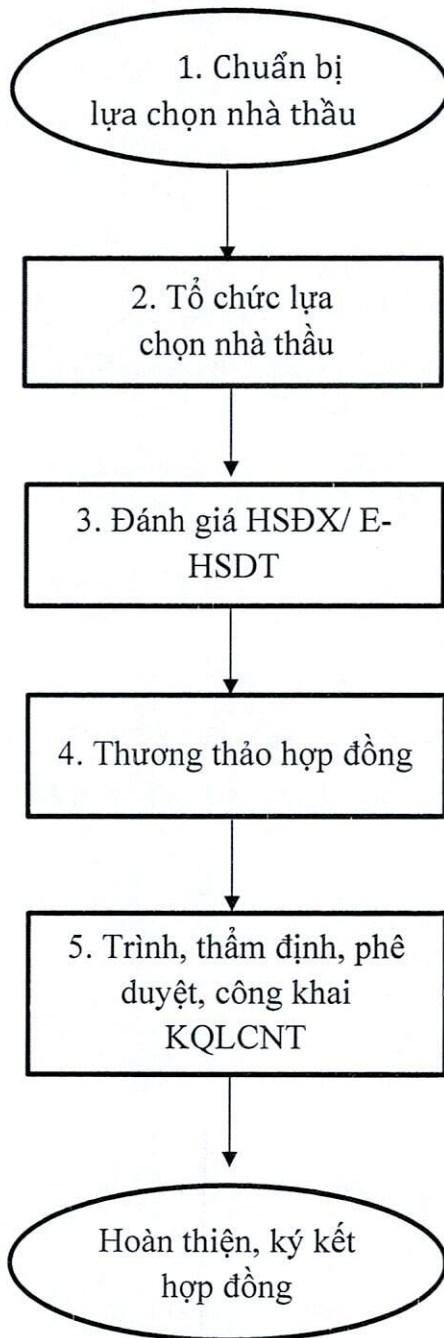 1. Chuẩn bị
lựa chọn nhà thầu
2. Tổ chức lựa
chọn nhà thầu
3. Đánh giá HSĐX/ E-
HSDT
4. Thương thảo hợp đồng
5. Trình, thẩm định, phê
duyệt, công khai
KQLCNT
Hoàn thiện, ký kết
hợp đồng